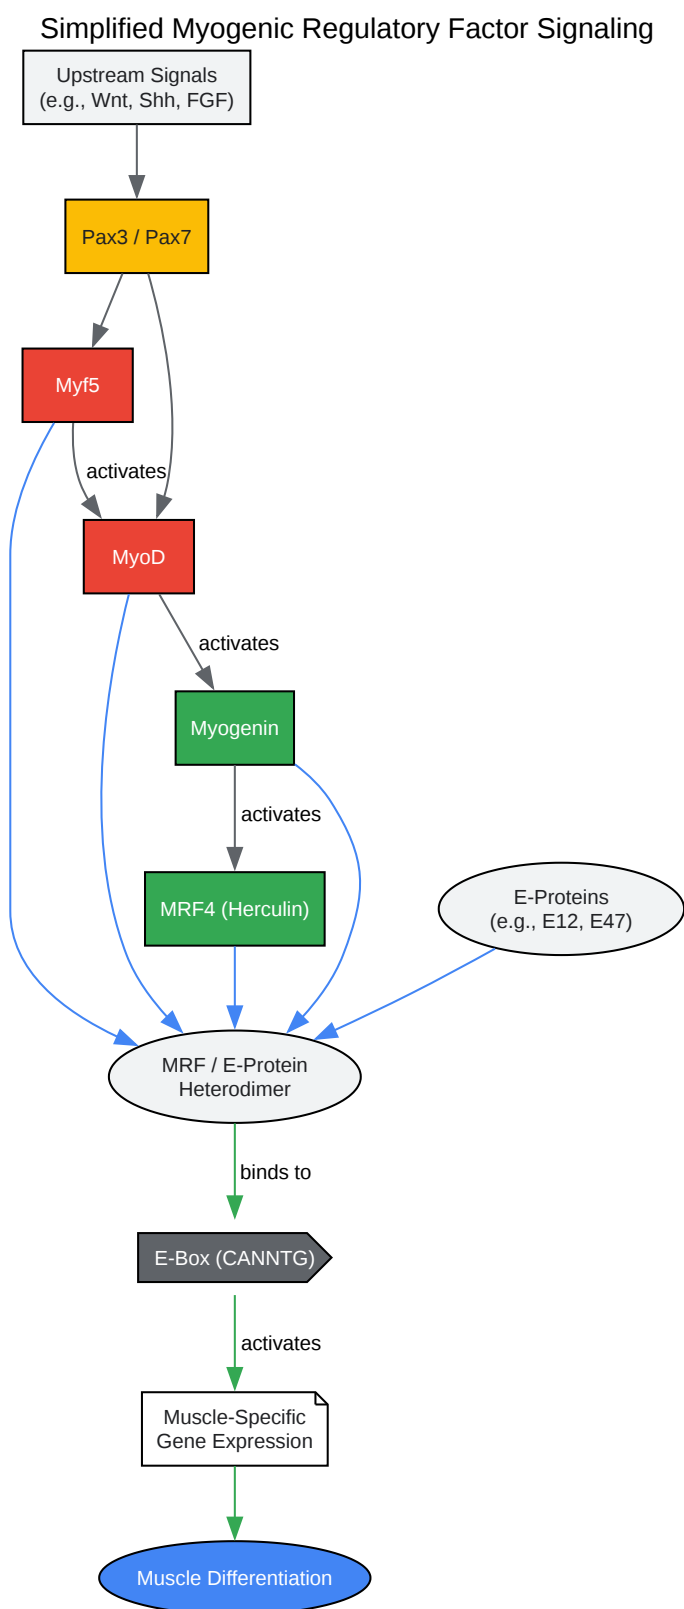 Simplified Myogenic Regulatory Factor Signaling
Upstream Signals
(e.g., Wnt, Shh, FGF)
Pax3 / Pax7
Myf5
activates
MyoD
activates
Myogenin
activates
MRF4 (Herculin)
E-Proteins
(e.g., E12, E47)
MRF / E-Protein
Heterodimer
binds to
E-Box (CANNTG)
activates
Muscle-Specific
Gene Expression
Muscle Differentiation